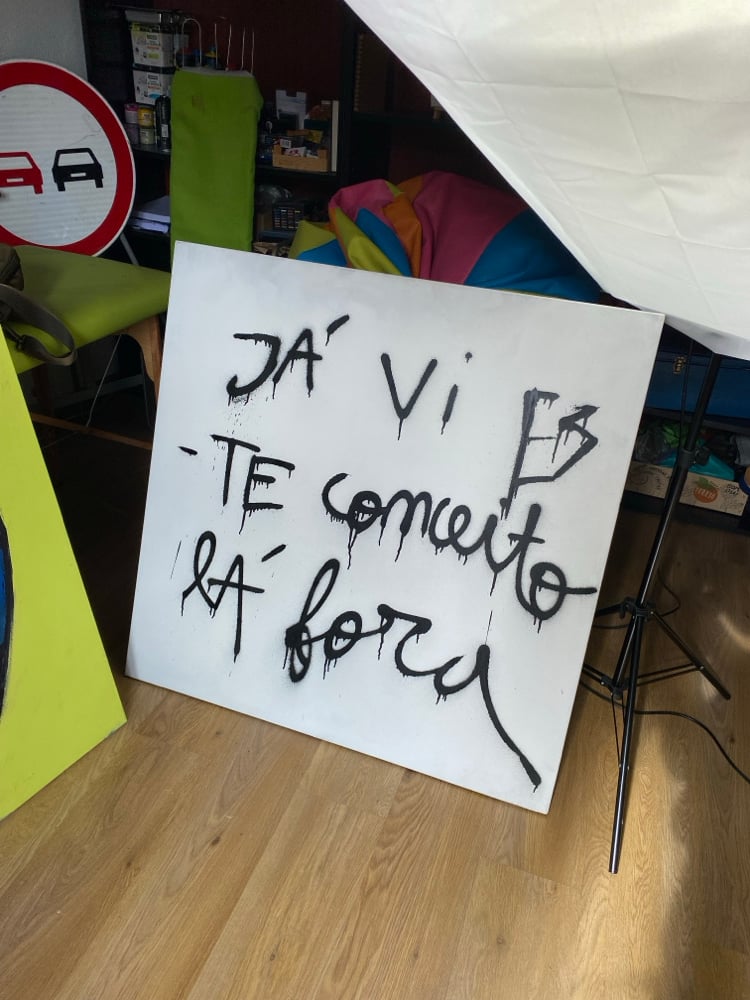 JÁ Vi ES
-TE conceito
lÁ fora